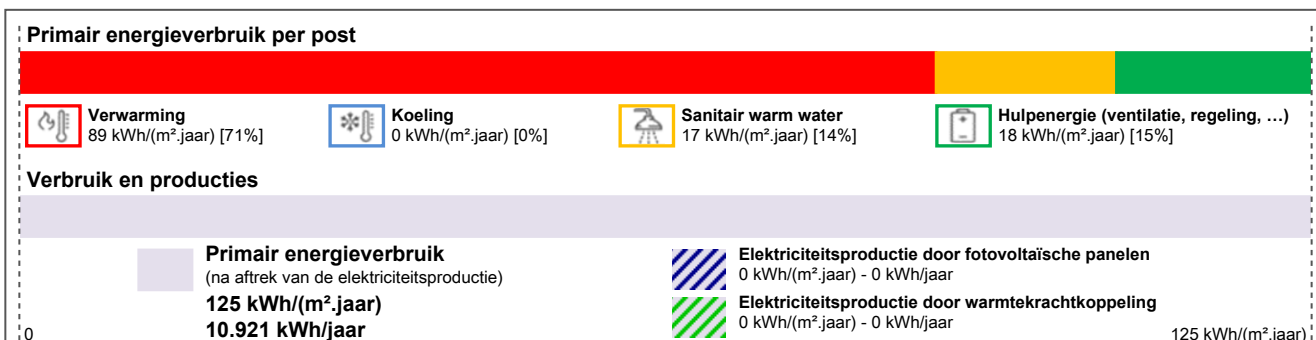 Primair energieverbruik per post
Verwarming
89 kWh/(m².jaar) [71%]
Koeling
0 kWh/(m².jaar) [0%]
Sanitair warm water
17 kWh/(m².jaar) [14%]
Hulpenergie (ventilatie, regeling, …)
18 kWh/(m².jaar) [15%]
Verbruik en producties
Primair energieverbruik
(na aftrek van de elektriciteitsproductie)
125 kWh/(m².jaar)
10.921 kWh/jaar
Elektriciteitsproductie door fotovoltaïsche panelen
0 kWh/(m².jaar) - 0 kWh/jaar
Elektriciteitsproductie door warmtekrachtkoppeling
0 kWh/(m².jaar) - 0 kWh/jaar
0
125 kWh/(m².jaar)